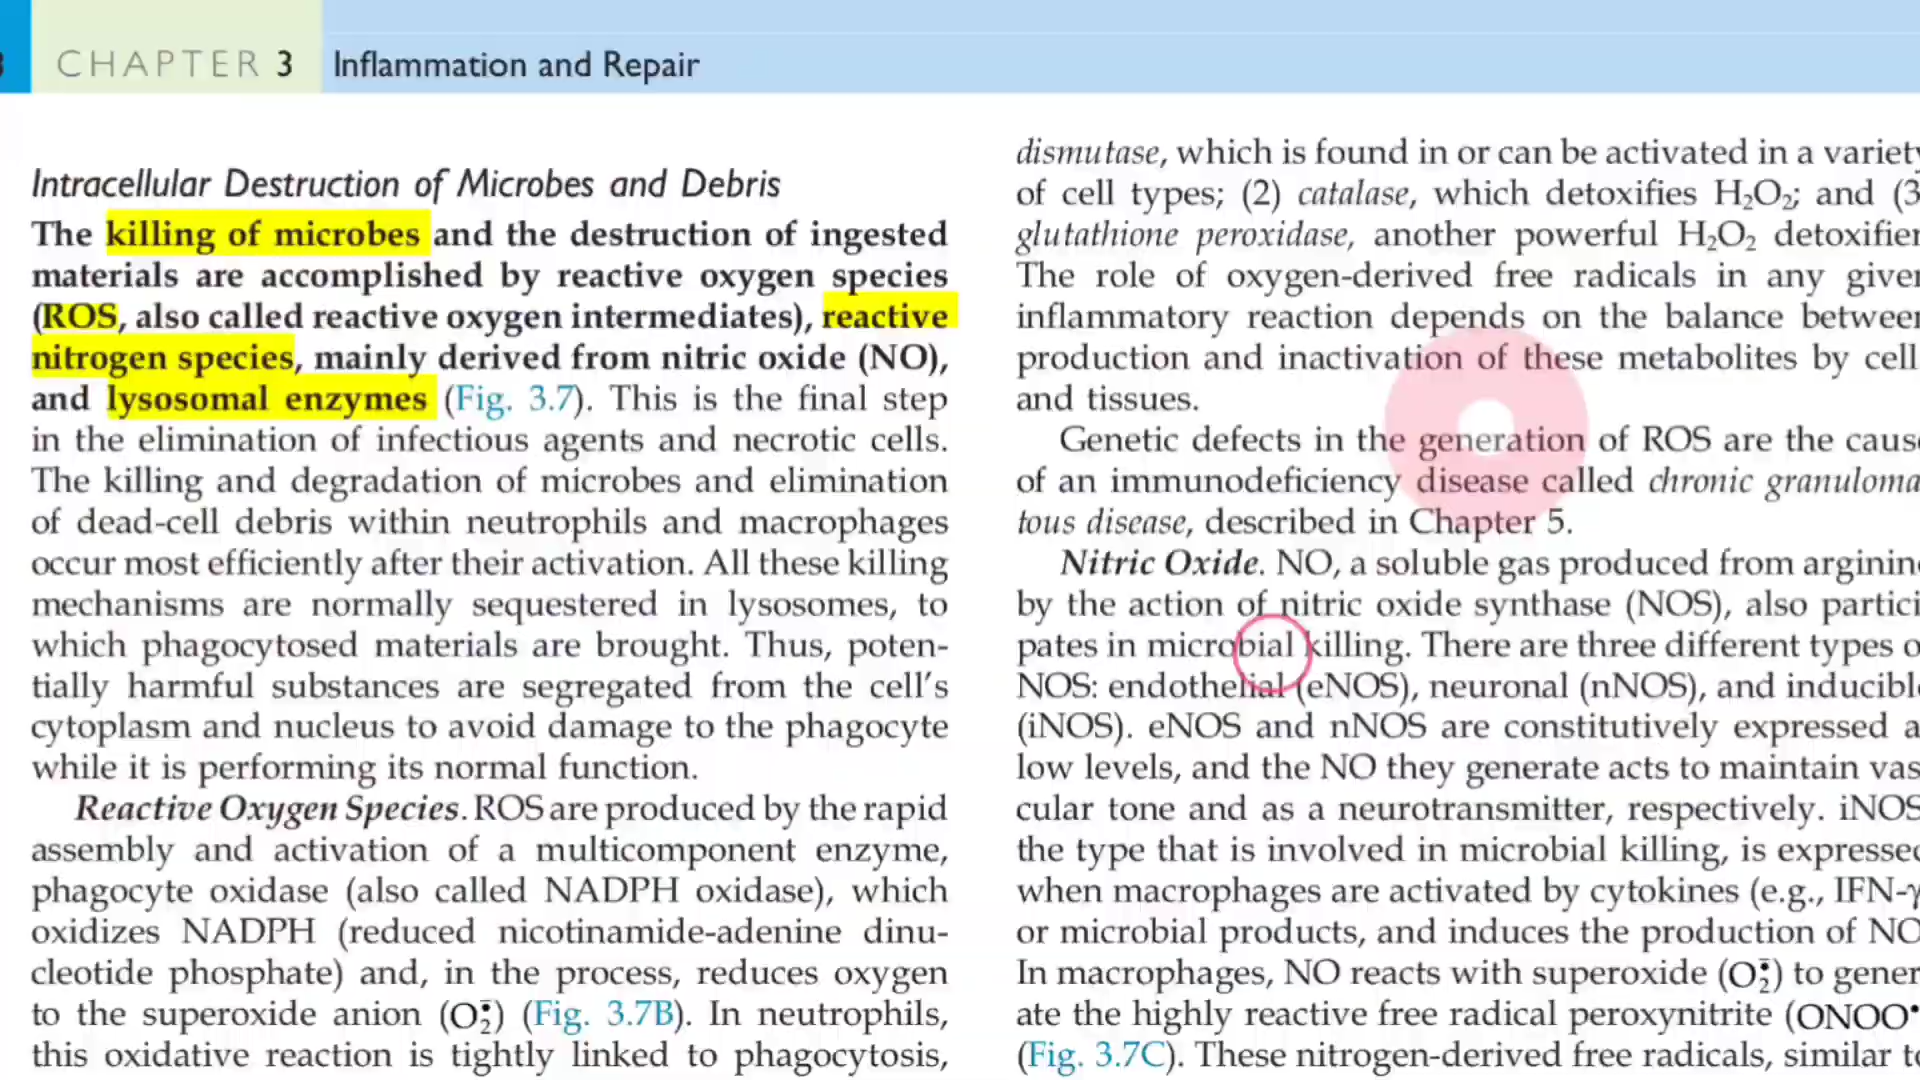 CHAPTER 3 Inflammation and Repair
Intracellular Destruction of Microbes and Debris
The killing of microbes and the destruction of ingested
materials are accomplished by reactive oxygen species
(ROS, also called reactive oxygen intermediates), reactive
nitrogen species, mainly derived from nitric oxide (NO),
and lysosomal enzymes (Fig. 3.7). This is the final step
in the elimination of infectious agents and necrotic cells.
The killing and degradation of microbes and elimination
of dead-cell debris within neutrophils and macrophages
occur most efficiently after their activation. All these killing
mechanisms are normally sequestered in lysosomes, to
which phagocytosed materials are brought. Thus, poten-
tially harmful substances are segregated from the cell's
cytoplasm and nucleus to avoid damage to the phagocyte
while it is performing its normal function.
Reactive Oxygen Species. ROS are produced by the rapid
assembly and activation of a multicomponent enzyme,
phagocyte oxidase (also called NADPH oxidase), which
oxidizes NADPH (reduced nicotinamide-adenine dinu-
cleotide phosphate) and, in the process, reduces oxygen
to the superoxide anion (O₂•̄) (Fig. 3.7B). In neutrophils,
this oxidative reaction is tightly linked to phagocytosis,
dismutase, which is found in or can be activated in a variety
of cell types; (2) catalase, which detoxifies H₂O₂; and (3
glutathione peroxidase, another powerful H₂O₂ detoxifier
The role of oxygen-derived free radicals in any given
inflammatory reaction depends on the balance between
production and inactivation of these metabolites by cell
and tissues.
Genetic defects in the generation of ROS are the cause
of an immunodeficiency disease called chronic granuloma
tous disease, described in Chapter 5.
Nitric Oxide. NO, a soluble gas produced from arginine
by the action of nitric oxide synthase (NOS), also partici
pates in microbial killing. There are three different types o
NOS: endothelial (eNOS), neuronal (nNOS), and inducible
(iNOS). eNOS and nNOS are constitutively expressed a
low levels, and the NO they generate acts to maintain vas
cular tone and as a neurotransmitter, respectively. iNOS
the type that is involved in microbial killing, is expressed
when macrophages are activated by cytokines (e.g., IFN-γ
or microbial products, and induces the production of NO
In macrophages, NO reacts with superoxide (O₂•̄) to gener
ate the highly reactive free radical peroxynitrite (ONOO•
(Fig. 3.7C). These nitrogen-derived free radicals, similar to